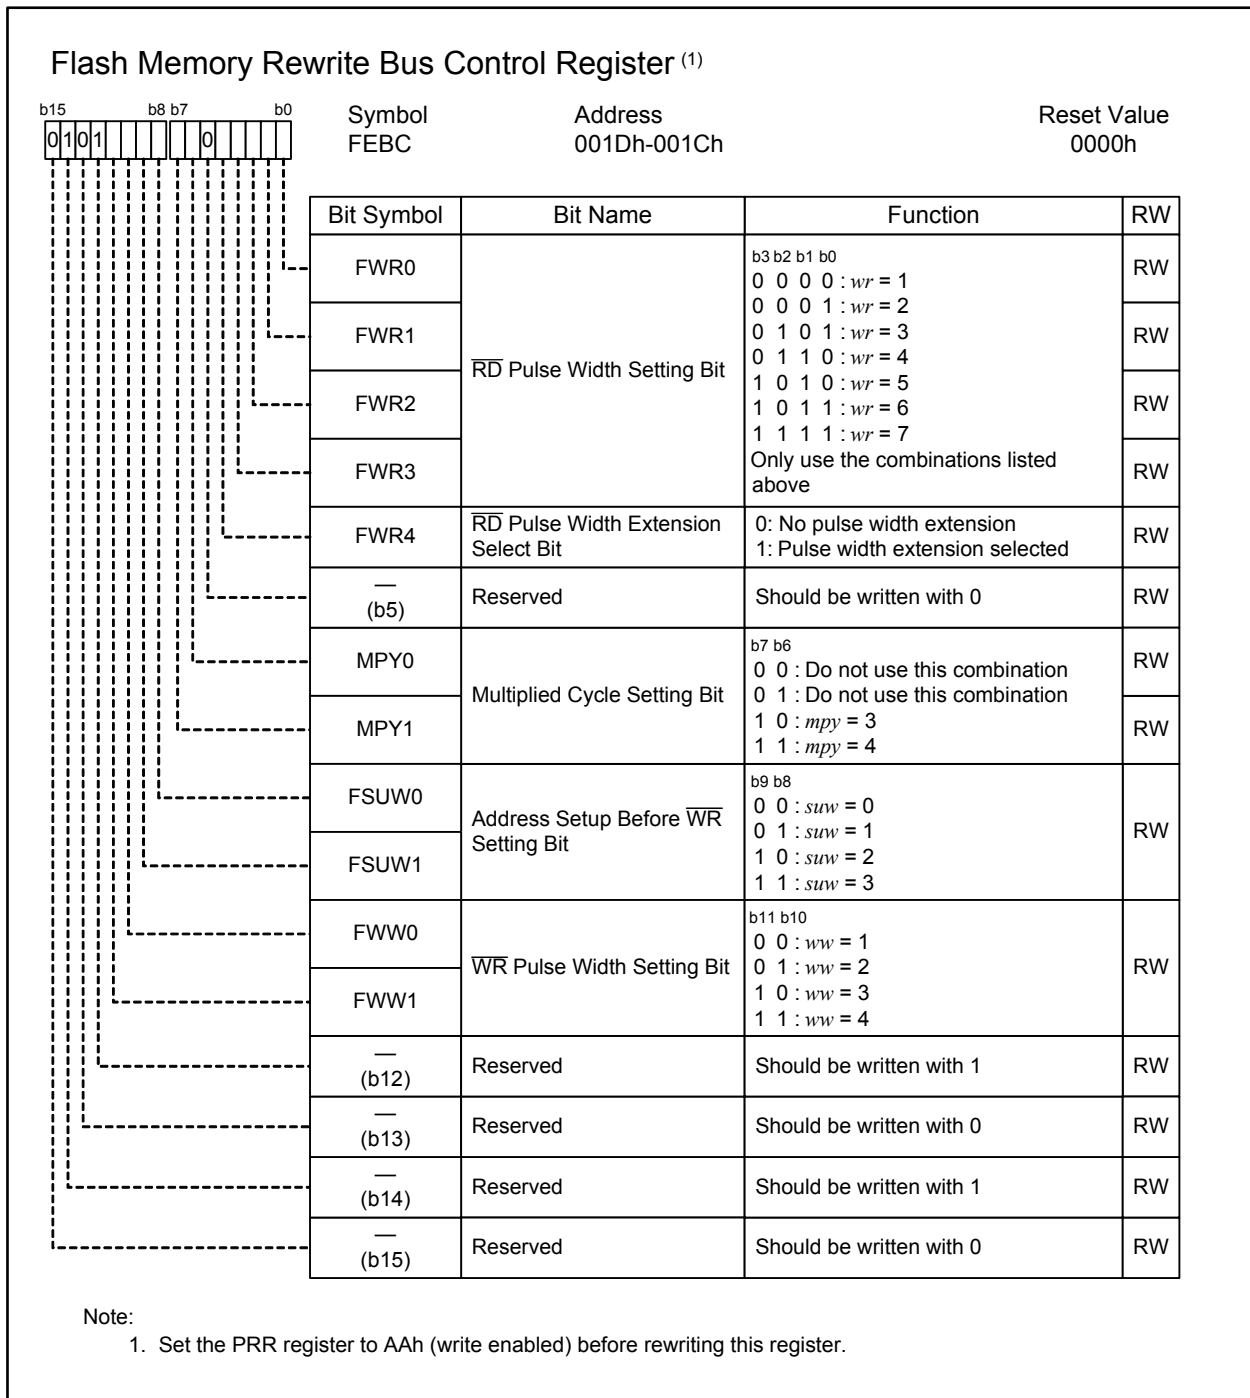 Flash Memory Rewrite Bus Control Register (1)
b15 b8 b7 b0
0 1 0 1 0
Symbol Address Reset Value
FEBC 001Dh-001Ch 0000h
Bit Symbol Bit Name Function RW
FWR0 RW
FWR1 RW
FWR2 RW
FWR3 RW
RD Pulse Width Setting Bit
b3 b2 b1 b0
0 0 0 0 : wr = 1
0 0 0 1 : wr = 2
0 1 0 1 : wr = 3
0 1 1 0 : wr = 4
1 0 1 0 : wr = 5
1 0 1 1 : wr = 6
1 1 1 1 : wr = 7
Only use the combinations listed
above
FWR4 RW
RD Pulse Width Extension
Select Bit
0: No pulse width extension
1: Pulse width extension selected
—
(b5) Reserved Should be written with 0 RW
MPY0 RW
MPY1 RW
Multiplied Cycle Setting Bit
b7 b6
0 0 : Do not use this combination
0 1 : Do not use this combination
1 0 : mpy = 3
1 1 : mpy = 4
FSUW0
FSUW1
Address Setup Before WR
Setting Bit
b9 b8
0 0 : suw = 0
0 1 : suw = 1
1 0 : suw = 2
1 1 : suw = 3
RW
FWW0
FWW1
WR Pulse Width Setting Bit
b11 b10
0 0 : ww = 1
0 1 : ww = 2
1 0 : ww = 3
1 1 : ww = 4
RW
—
(b12) Reserved Should be written with 1 RW
—
(b13) Reserved Should be written with 0 RW
—
(b14) Reserved Should be written with 1 RW
—
(b15) Reserved Should be written with 0 RW
Note:
1. Set the PRR register to AAh (write enabled) before rewriting this register.